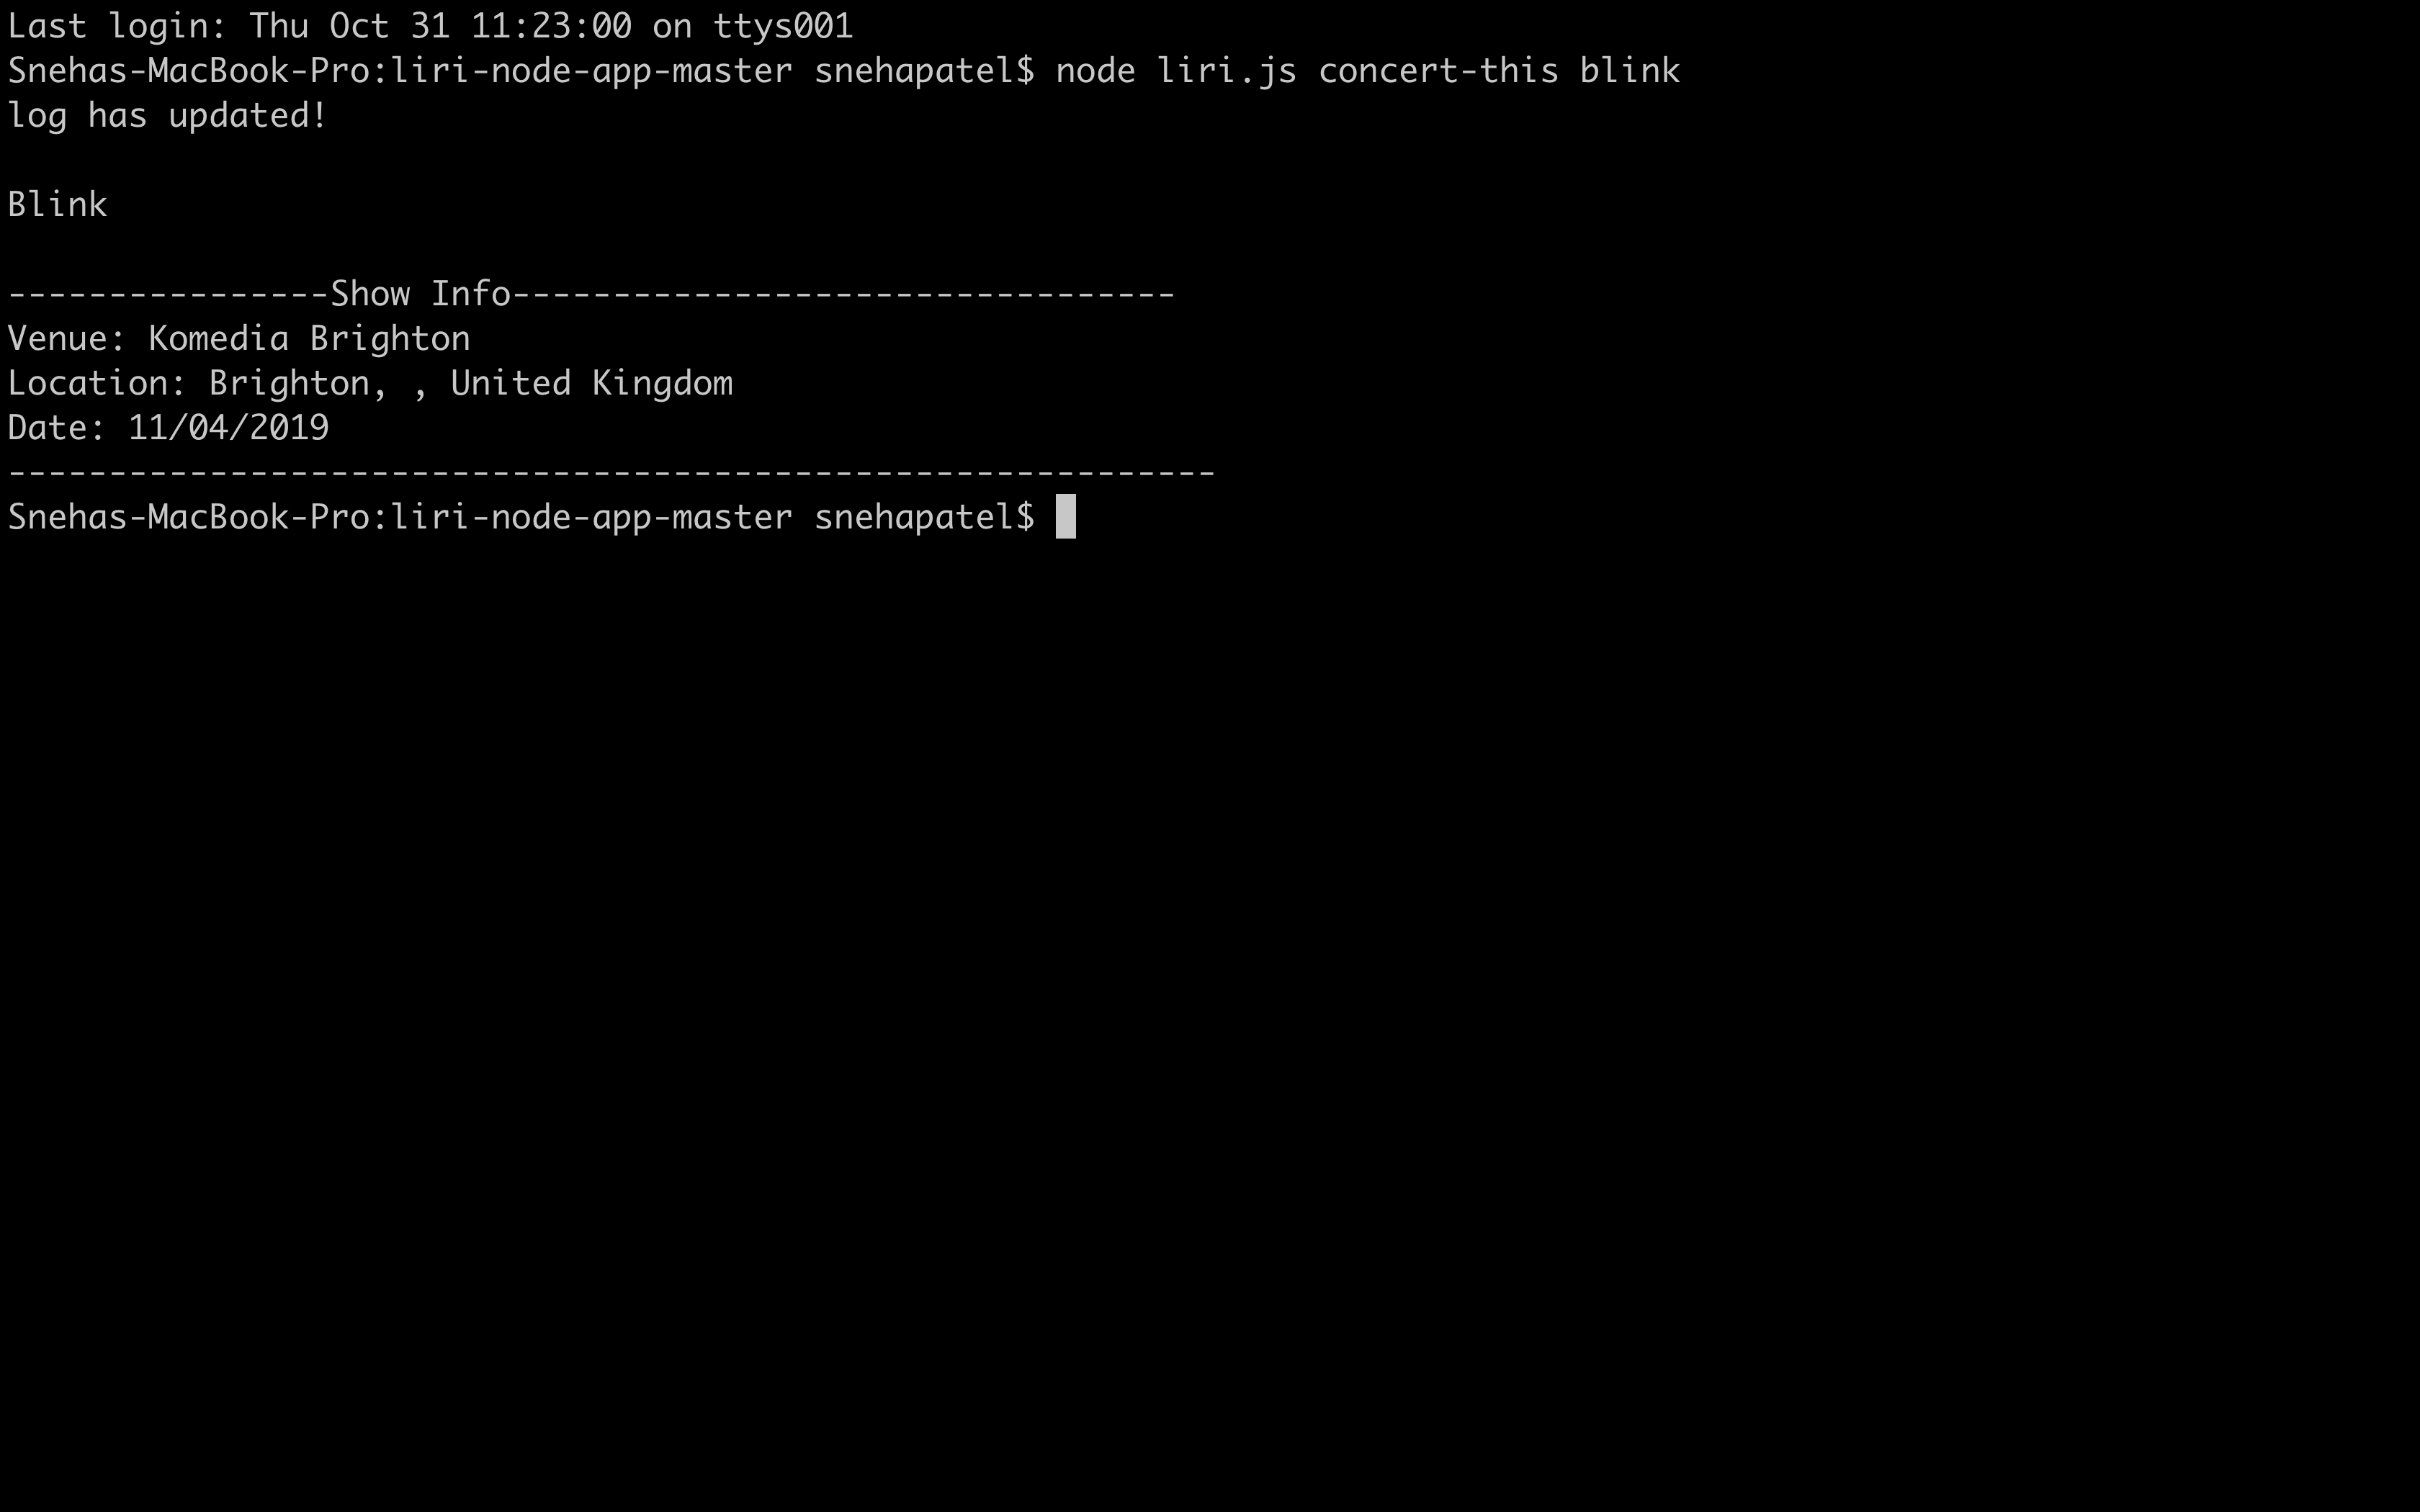 Last login: Thu Oct 31 11:23:00 on ttys001
Snehas-MacBook-Pro:liri-node-app-master snehapatel$ node liri.js concert-this blink
log has updated!
Blink
----------------Show Info---------------------------------
Venue: Komedia Brighton
Location: Brighton, , United Kingdom
Date: 11/04/2019
------------------------------------------------------------
Snehas-MacBook-Pro:liri-node-app-master snehapatel$